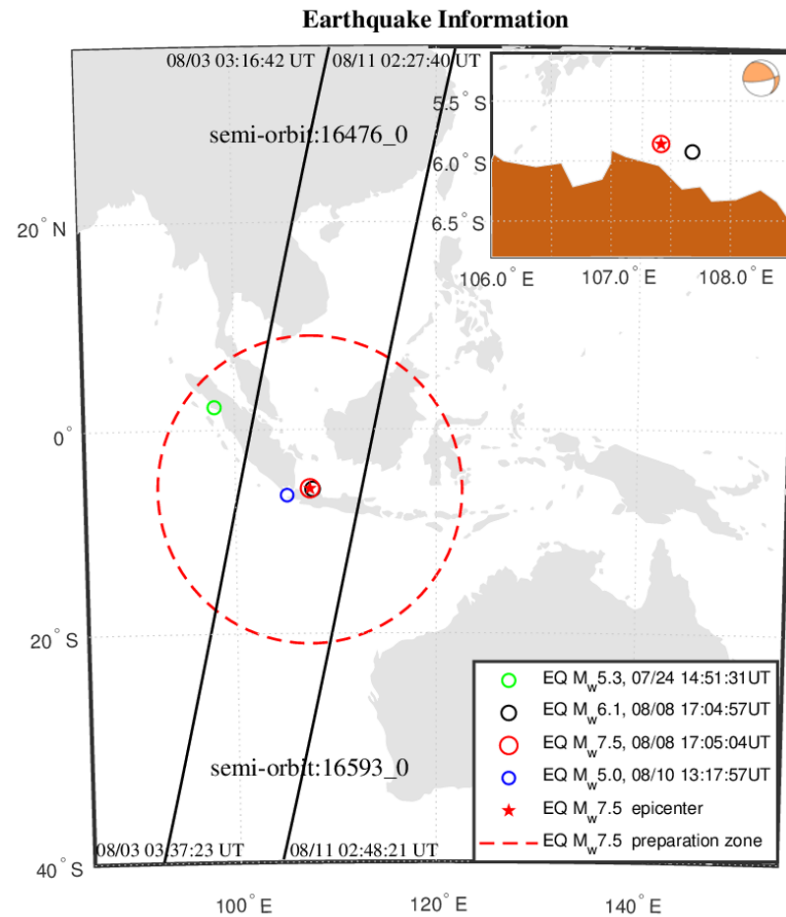 Earthquake Information
08/03 03:16:42 UT
08/11 02:27:40 UT
semi-orbit:16476_0
5.5° S
6.0° S
6.5° S
106.0° E
107.0° E
108.0° E
20° N
0°
20° S
40° S
semi-orbit:16593_0
08/03 03:37:23 UT
08/11 02:48:21 UT
EQ Mw5.3, 07/24 14:51:31UT
EQ Mw6.1, 08/08 17:04:57UT
EQ Mw7.5, 08/08 17:05:04UT
EQ Mw5.0, 08/10 13:17:57UT
EQ Mw7.5 epicenter
EQ Mw7.5 preparation zone
100° E
120° E
140° E